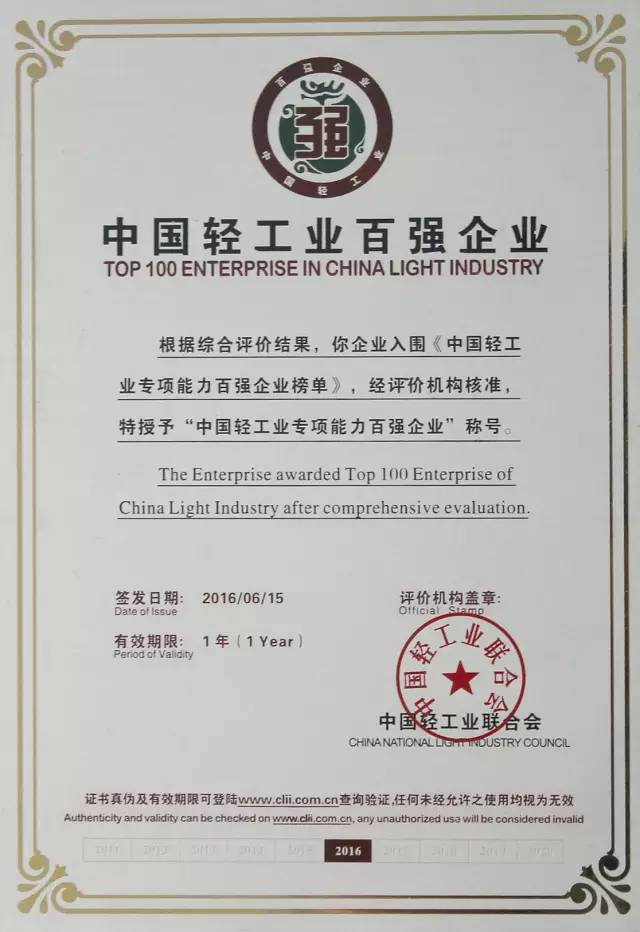 百强企业
强
中国轻工业
中国轻工业百强企业
TOP 100 ENTERPRISE IN CHINA LIGHT INDUSTRY
根据综合评价结果，你企业入围《中国轻工
业专项能力百强企业榜单》，经评价机构核准，
特授予“中国轻工业专项能力百强企业”称号。
The Enterprise awarded Top 100 Enterprise of
China Light Industry after comprehensive evaluation.
签发日期: 2016/06/15
Date of Issue
评价机构盖章:
Official Stamp
有效期限: 1 年（1 Year）
Period of Validity
中国轻工业联合会
中国轻工业联合会
CHINA NATIONAL LIGHT INDUSTRY COUNCIL
证书真伪及有效期限可登陆www.clii.com.cn查询验证,任何未经允许之使用均视为无效
Authenticity and validity can be checked on www.clii.com.cn, any unauthorized use will be considered invalid
2011 2012 2013 2014 2015 2016 2017 2018 2019 2020